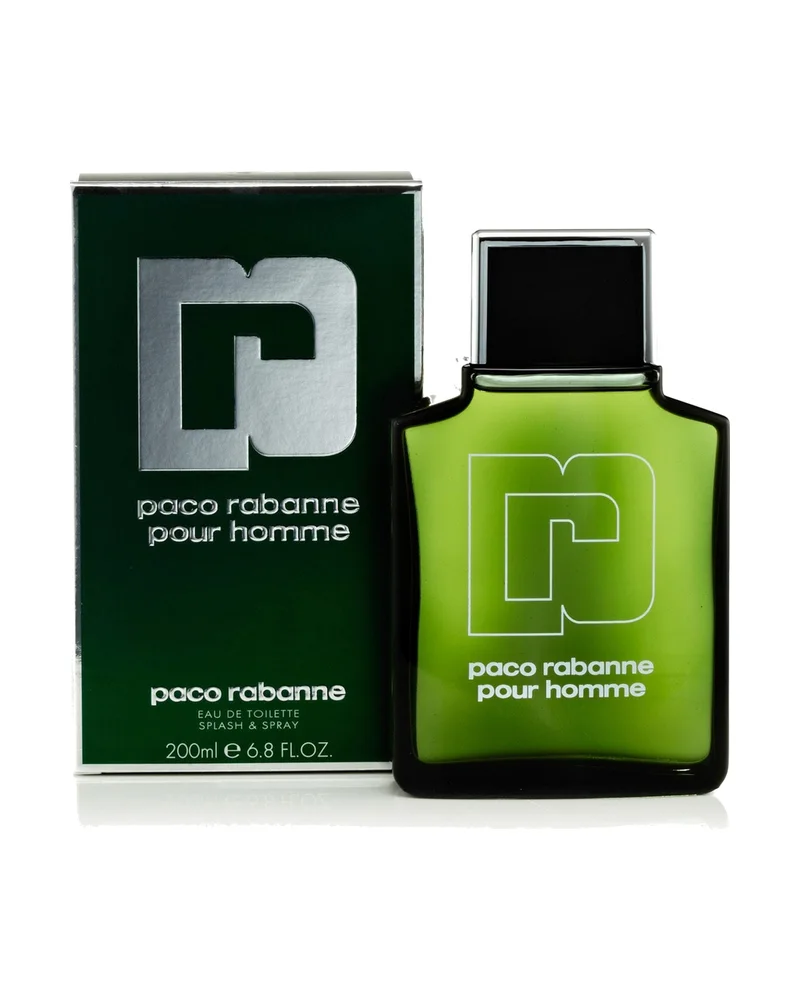 paco rabanne
pour homme
paco rabanne
EAU DE TOILETTE
SPLASH & SPRAY
200ml e 6.8 FL.OZ.
paco rabanne
pour homme